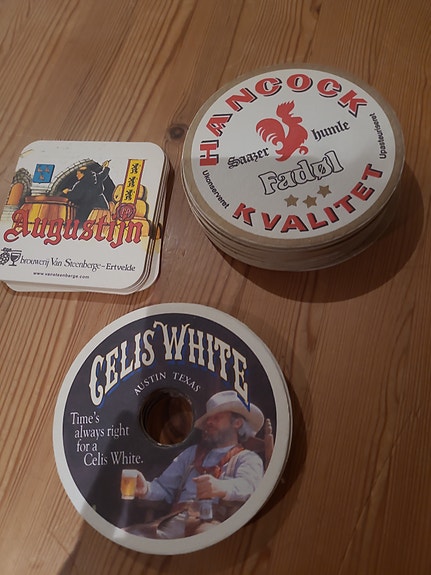 HANCOCK
Saazer humle
Fadøl
Ukonserveret
Upasteuriseret
KVALITET
Augustijn
brouwerij Van Steenberge - Ertvelde
www.vansteenberge.com
CELIS WHITE
AUSTIN TEXAS
Time's
always right
for a
Celis White.